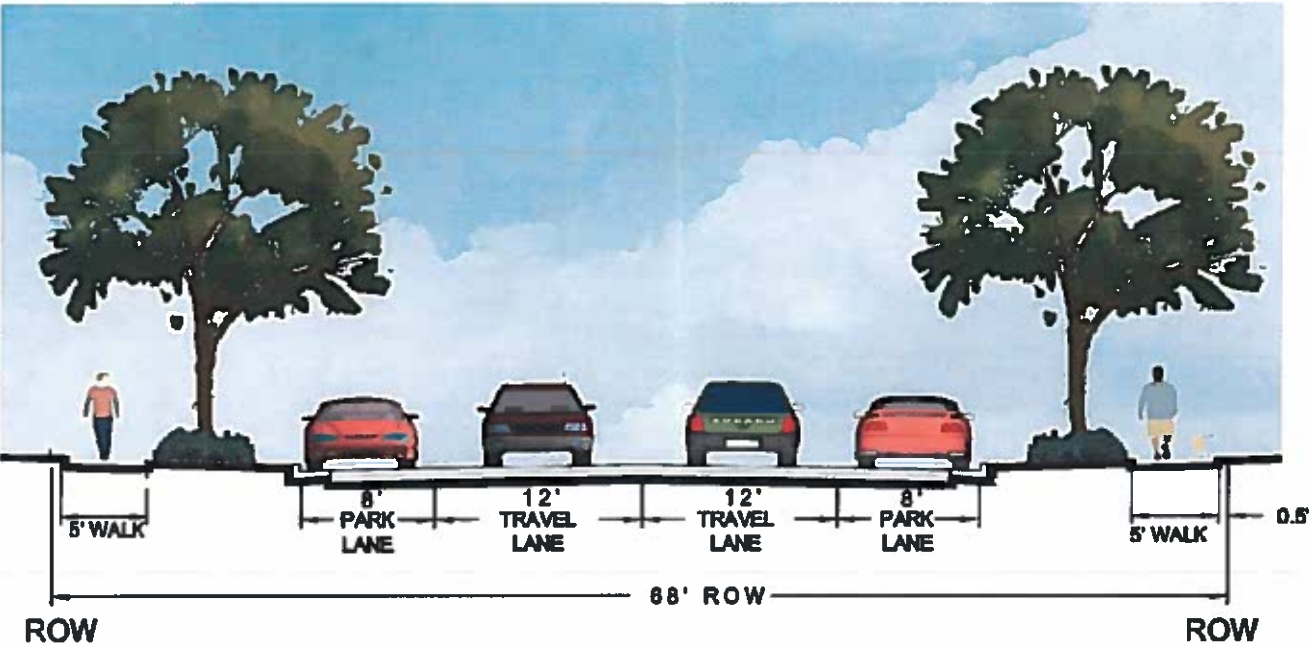 SUBARU
8'
PARK
LANE
12'
TRAVEL
LANE
12'
TRAVEL
LANE
8'
PARK
LANE
5' WALK
5' WALK
0.5'
68' ROW
ROW
ROW